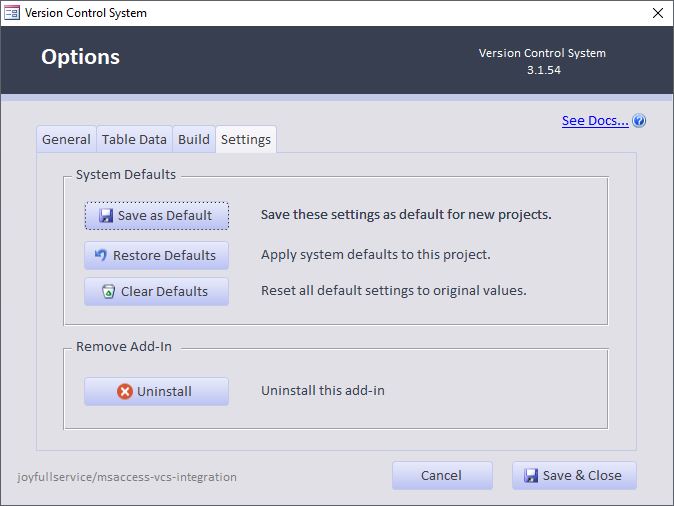 Version Control System
Options
Version Control System
3.1.54
See Docs...
General
Table Data
Build
Settings
System Defaults
Save as Default
Save these settings as default for new projects.
Restore Defaults
Apply system defaults to this project.
Clear Defaults
Reset all default settings to original values.
Remove Add-In
Uninstall
Uninstall this add-in
joyfullservice/msaccess-vcs-integration
Cancel
Save & Close